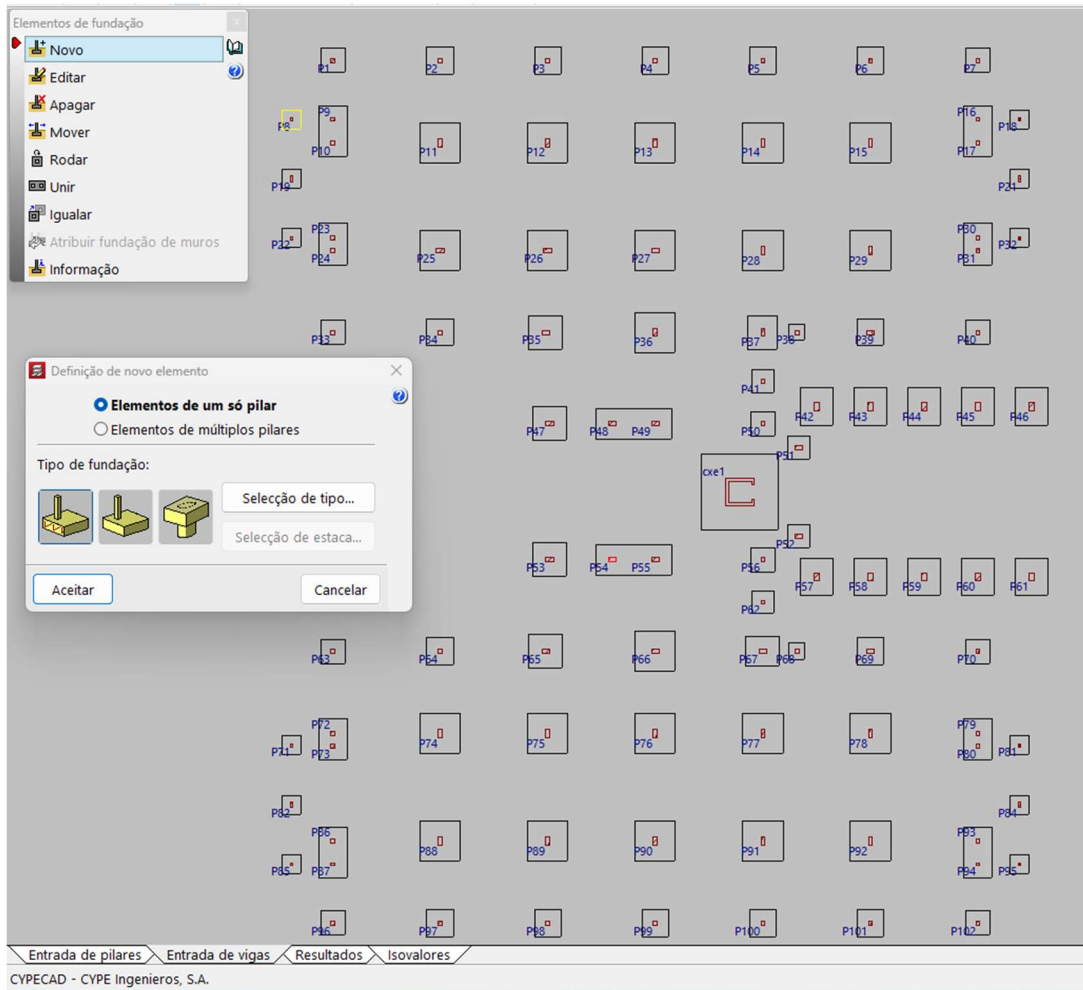 Elementos de fundação
Novo
Editar
Apagar
Mover
Rodar
Unir
Igualar
Atribuir fundação de muros
Informação
P1 P2 P3 P4 P5 P6 P7
P8 P9 P16 P18
P10 P11 P12 P13 P14 P15 P17
P19 P21
P22 P23 P30 P32
P24 P25 P26 P27 P28 P29 P31
P33 P34 P35 P36 P37 P38 P39 P40
Definição de novo elemento
Elementos de um só pilar
Elementos de múltiplos pilares
Tipo de fundação:
Selecção de tipo...
Selecção de estaca...
Aceitar Cancelar
P41
P42 P43 P44 P45 P46
P47 P48 P49 P50
P51
cxe1
P52
P53 P54 P55 P56
P57 P58 P59 P60 P61
P62
P63 P64 P65 P66 P67 P68 P69 P70
P72 P79
P71 P73 P74 P75 P76 P77 P78 P80 P81
P82 P84
P86 P93
P85 P87 P88 P89 P90 P91 P92 P94 P95
P96 P97 P98 P99 P100 P101 P102
Entrada de pilares Entrada de vigas Resultados Isovalores
CYPECAD - CYPE Ingenieros, S.A.